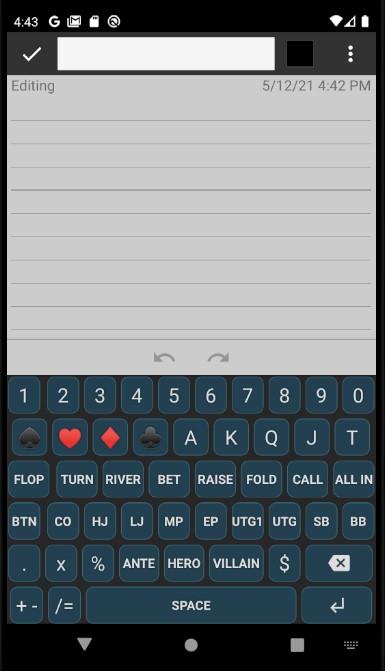 4:43
Editing 5/12/21 4:42 PM
1 2 3 4 5 6 7 8 9 0
♠ ♥ ♦ ♣ A K Q J T
FLOP TURN RIVER BET RAISE FOLD CALL ALL IN
BTN CO HJ LJ MP EP UTG1 UTG SB BB
. x % ANTE HERO VILLAIN $
+ - /= SPACE